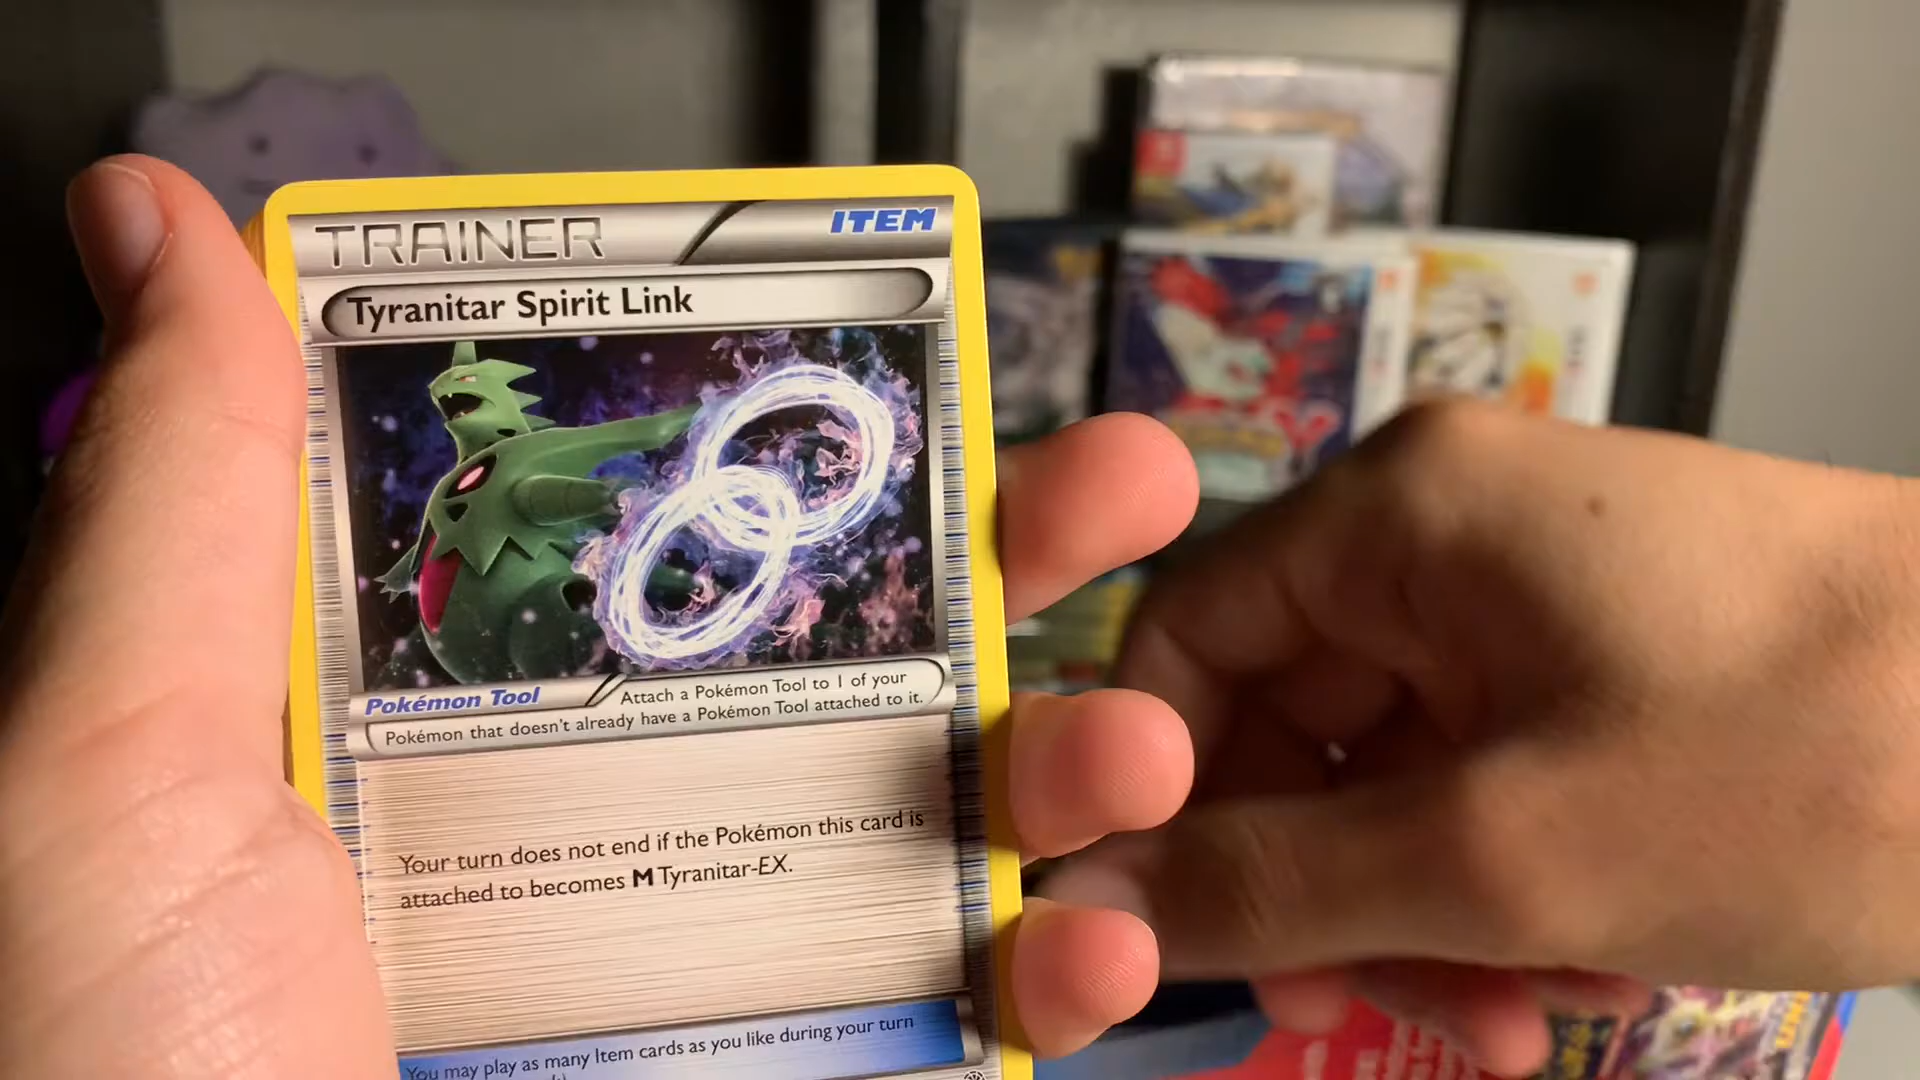 TRAINER ITEM
Tyranitar Spirit Link
Pokémon Tool Attach a Pokémon Tool to 1 of your
Pokémon that doesn't already have a Pokémon Tool attached to it.
Your turn does not end if the Pokémon this card is
attached to becomes M Tyranitar-EX.
You may play as many Item cards as you like during your turn
Y